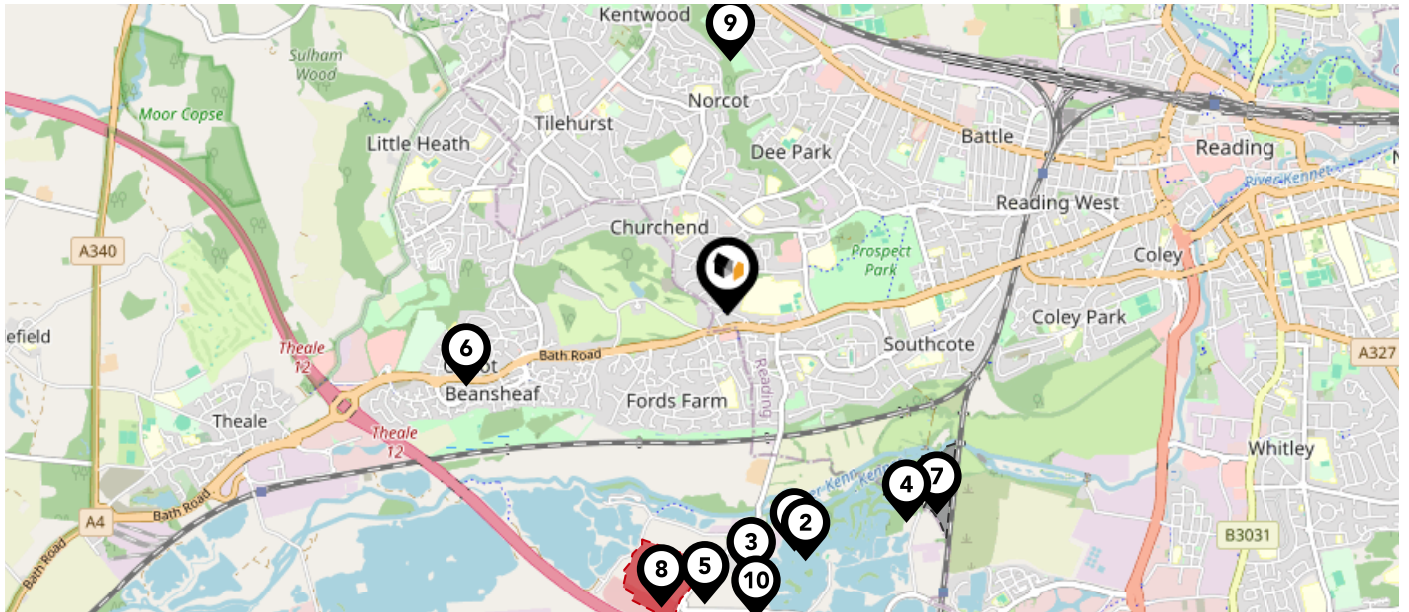 Kentwood
9
Sulham
Wood
Norcot
Moor Copse
Tilehurst
Battle
Little Heath
Dee Park
Reading
River Kennet
Reading West
Churchend
A340
Prospect
Park
Coley
efield
Coley Park
Theale
12
6
Bath Road
Southcote
A327
Beansheaf
Reading
Fords Farm
Theale
Theale
12
Whitley
7
4
Bath Road
2
A4
3
B3031
Bath Road
8
5
10